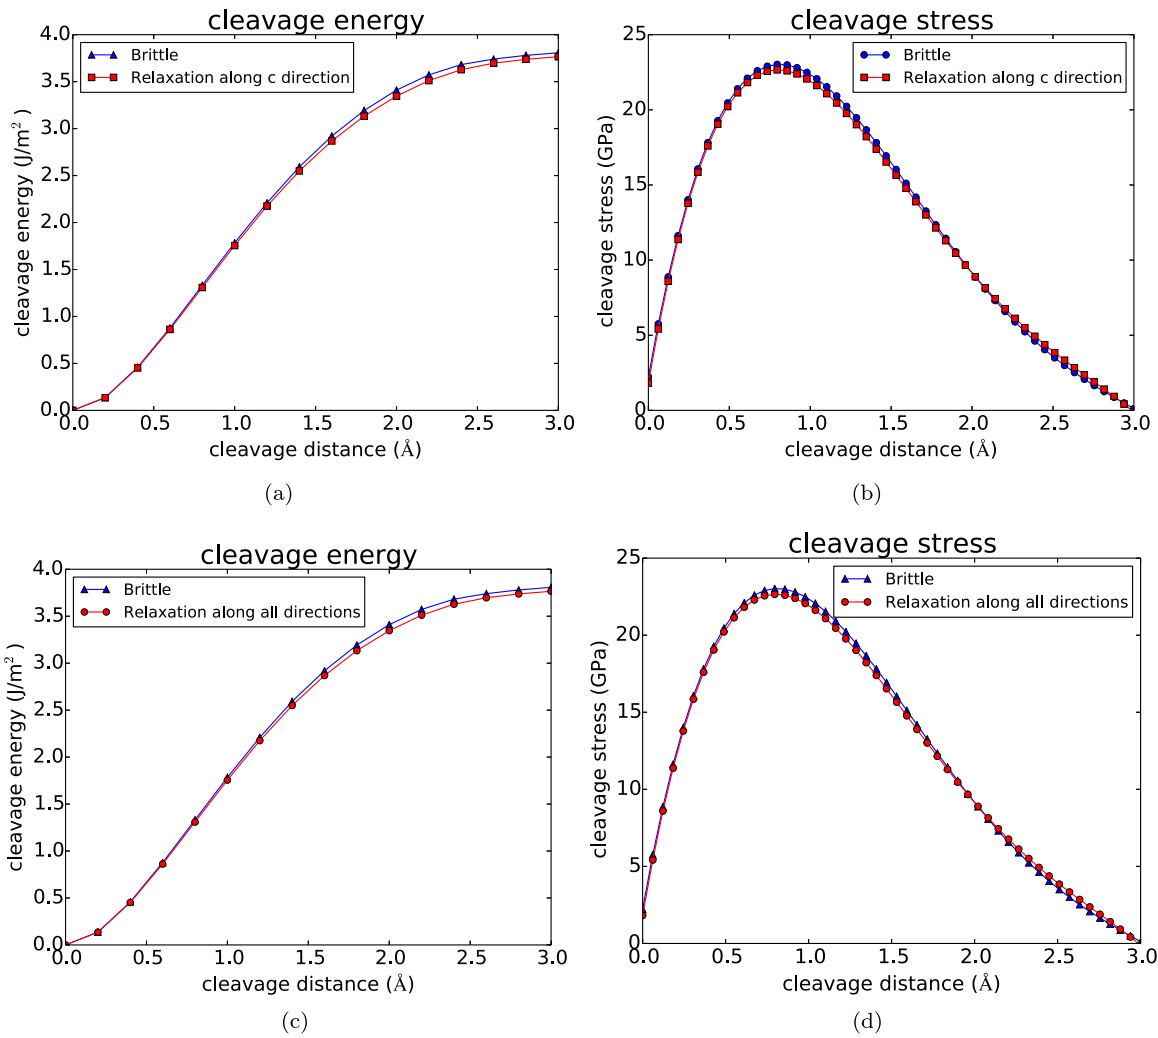 cleavage energy
4.0
3.5
3.0
2.5
2.0
1.5
1.0
0.5
0.0
cleavage energy (J/m²)
Brittle
Relaxation along c direction
0.0 0.5 1.0 1.5 2.0 2.5 3.0
cleavage distance (Å)
(a)
cleavage stress
25
20
15
10
5
0
cleavage stress (GPa)
Brittle
Relaxation along c direction
0.0 0.5 1.0 1.5 2.0 2.5 3.0
cleavage distance (Å)
(b)
cleavage energy
4.0
3.5
3.0
2.5
2.0
1.5
1.0
0.5
0.0
cleavage energy (J/m²)
Brittle
Relaxation along all directions
0.0 0.5 1.0 1.5 2.0 2.5 3.0
cleavage distance (Å)
(c)
cleavage stress
25
20
15
10
5
0
cleavage stress (GPa)
Brittle
Relaxation along all directions
0.0 0.5 1.0 1.5 2.0 2.5 3.0
cleavage distance (Å)
(d)